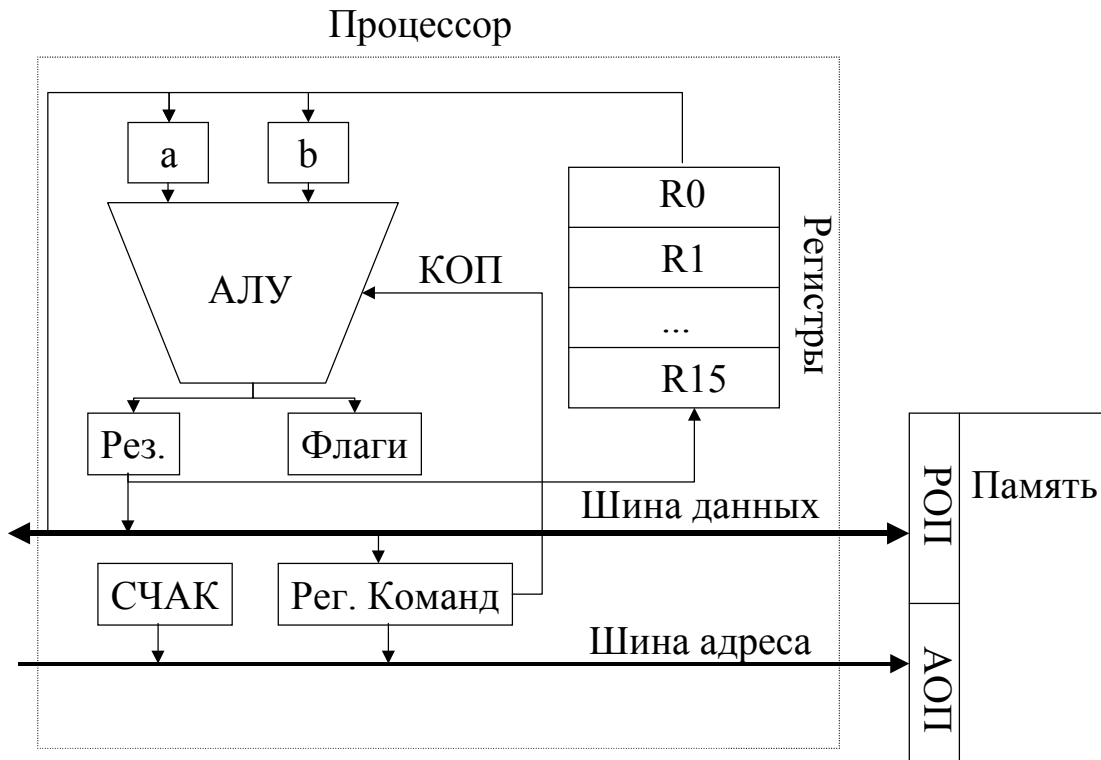 Процессор
a
b
R0
R1
...
R15
Регистры
АЛУ
КОП
Рез.
Флаги
Шина данных
РОП
Память
СЧАК
Рег. Команд
Шина адреса
АОП